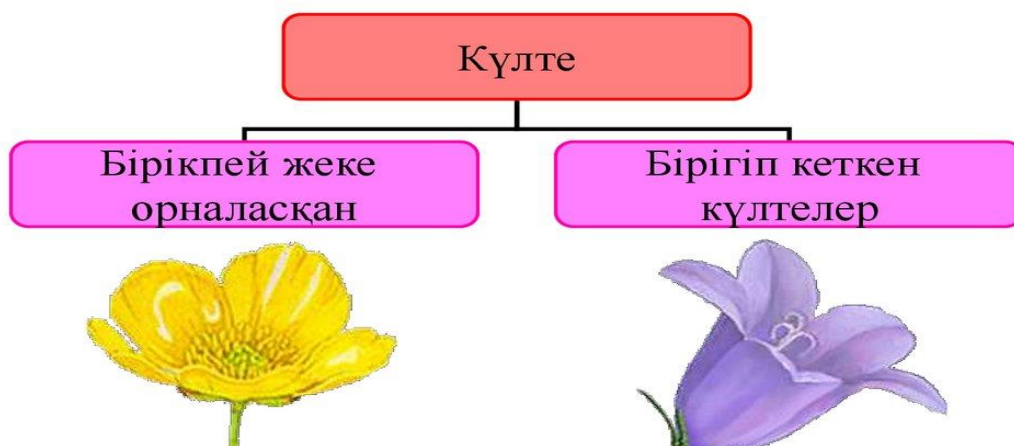 Күлте
Бірікпей жеке
орналасқан
Бірігіп кеткен
күлтелер